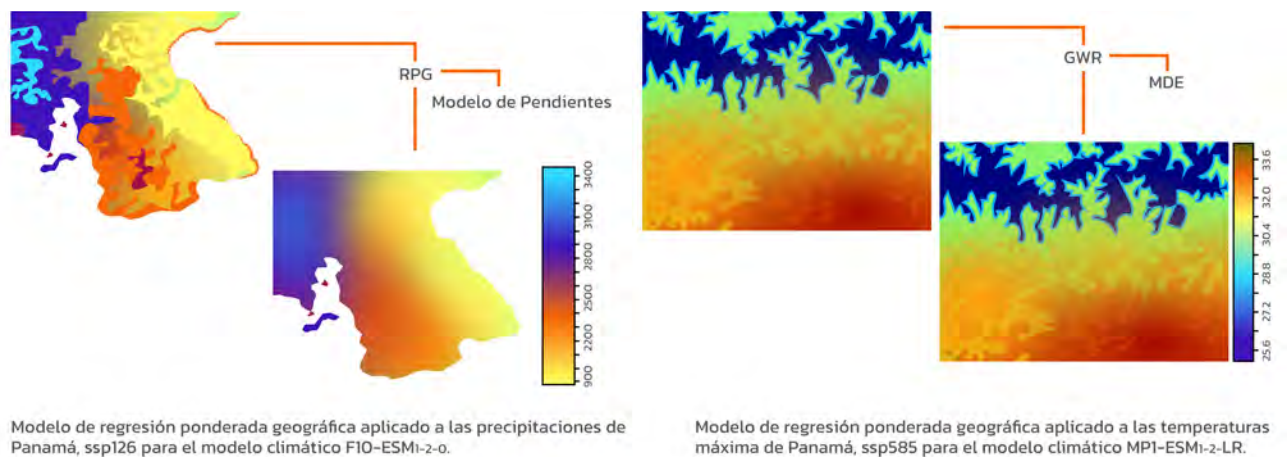 RPG
Modelo de Pendientes
3400
3100
2800
2500
2200
900
Modelo de regresión ponderada geográfica aplicado a las precipitaciones de
Panamá, ssp126 para el modelo climático F10-ESM1-2-0.
GWR
MDE
33.6
32.0
30.4
28.8
27.2
25.6
Modelo de regresión ponderada geográfica aplicado a las temperaturas
máxima de Panamá, ssp585 para el modelo climático MP1-ESM1-2-LR.